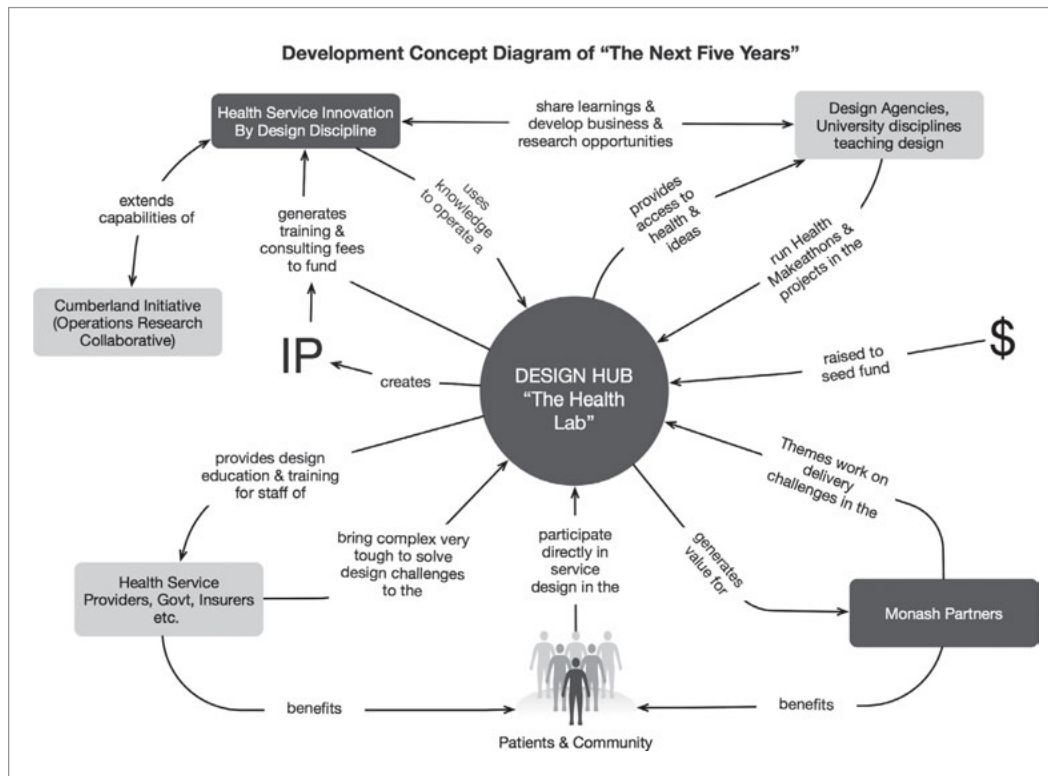 Development Concept Diagram of “The Next Five Years”
Health Service Innovation
By Design Discipline
share learnings &
develop business &
research opportunities
Design Agencies,
University disciplines
teaching design
extends
capabilities of
generates
training &
consulting fees
to fund
uses
knowledge
to operate a
provides
access to
health &
ideas
run Health
Makeathons &
projects in the
Cumberland Initiative
(Operations Research
Collaborative)
IP
creates
DESIGN HUB
“The Health
Lab”
raised to
seed fund
$
provides design
education & training
for staff of
Themes work on
delivery
challenges in the
bring complex very
tough to solve
design challenges
to the
participate
directly in
service
design in the
generates
value for
Health Service
Providers, Govt, Insurers
etc.
Monash Partners
benefits
benefits
Patients & Community